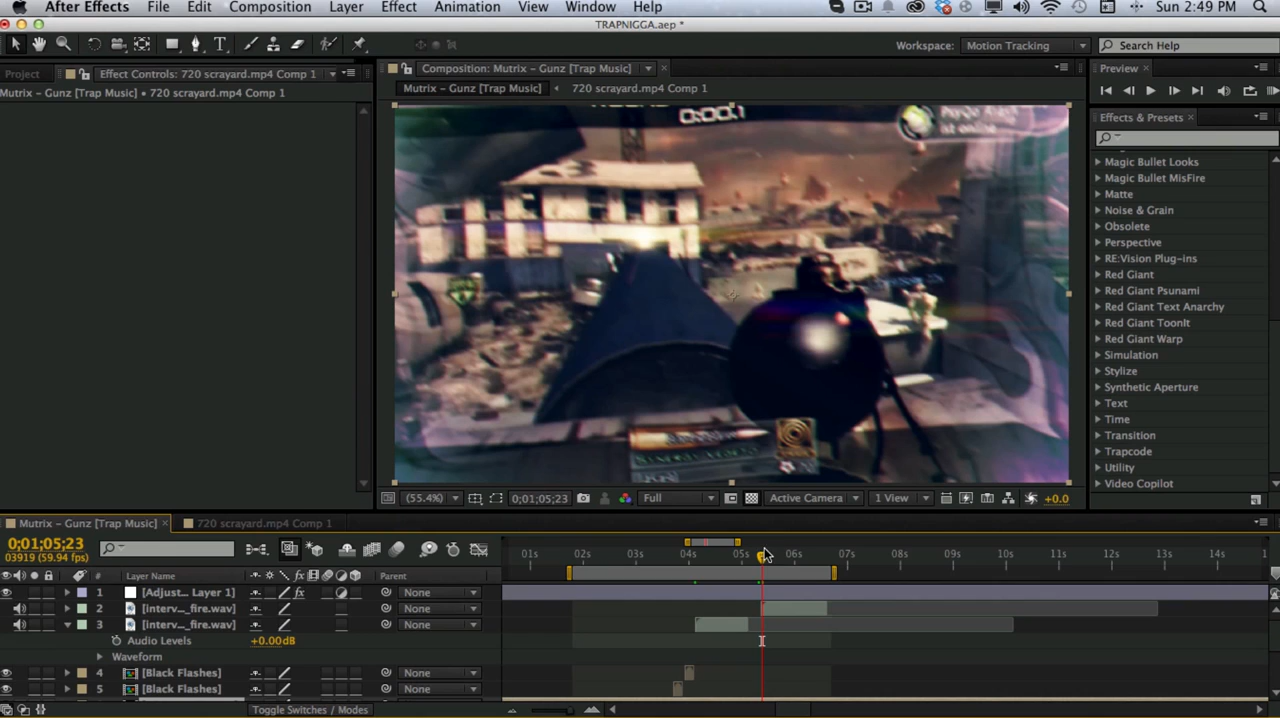 After Effects File Edit Composition Layer Effect Animation View Window Help Sun 2:49 PM
TRAPNIGGA.aep *
Workspace: Motion Tracking Search Help
Project Effect Controls: 720 scrayard.mp4 Comp 1 Composition: Mutrix – Gunz [Trap Music] Preview
Mutrix – Gunz [Trap Music] • 720 scrayard.mp4 Comp 1 Mutrix – Gunz [Trap Music] 720 scrayard.mp4 Comp 1
0:00.1
ist online
Effects & Presets
Magic Bullet Looks
Magic Bullet MisFire
Matte
Noise & Grain
Obsolete
Perspective
RE:Vision Plug-ins
Red Giant
Red Giant Psunami
Red Giant Text Anarchy
Red Giant ToonIt
Red Giant Warp
Simulation
Stylize
Synthetic Aperture
Text
Time
Transition
Trapcode
Utility
Video Copilot
(55.4%) 0;01;05;23 Full Active Camera 1 View +0.0
Mutrix – Gunz [Trap Music] 720 scrayard.mp4 Comp 1
0;01;05;23
03919 (59.94 fps)
01s 02s 03s 04s 05s 06s 07s 08s 09s 10s 11s 12s 13s 14s
# Layer Name Parent
1 [Adjust... Layer 1] None
2 [interv..._fire.wav] None
3 [interv..._fire.wav] None
Audio Levels +0.00dB
Waveform
4 [Black Flashes] None
5 [Black Flashes] None
Toggle Switches / Modes